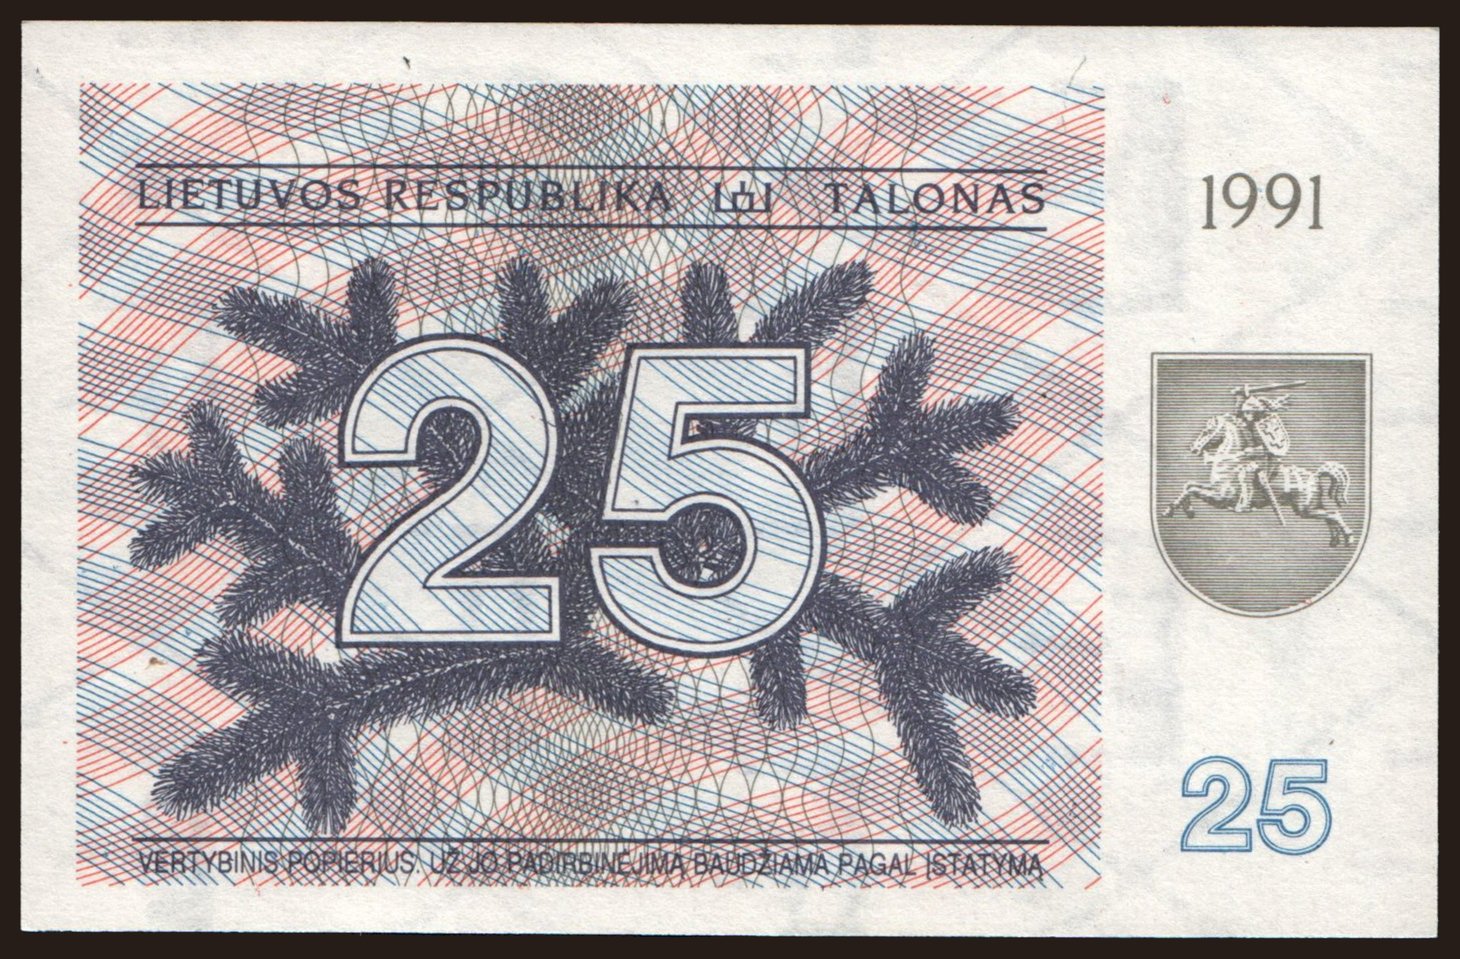 LIETUVOS RESPUBLIKA TALONAS
1991
25
VERTYBINIS POPIERIUS. UŽ JO PADIRBINĖJIMĄ BAUDŽIAMA PAGAL ĮSTATYMĄ
25